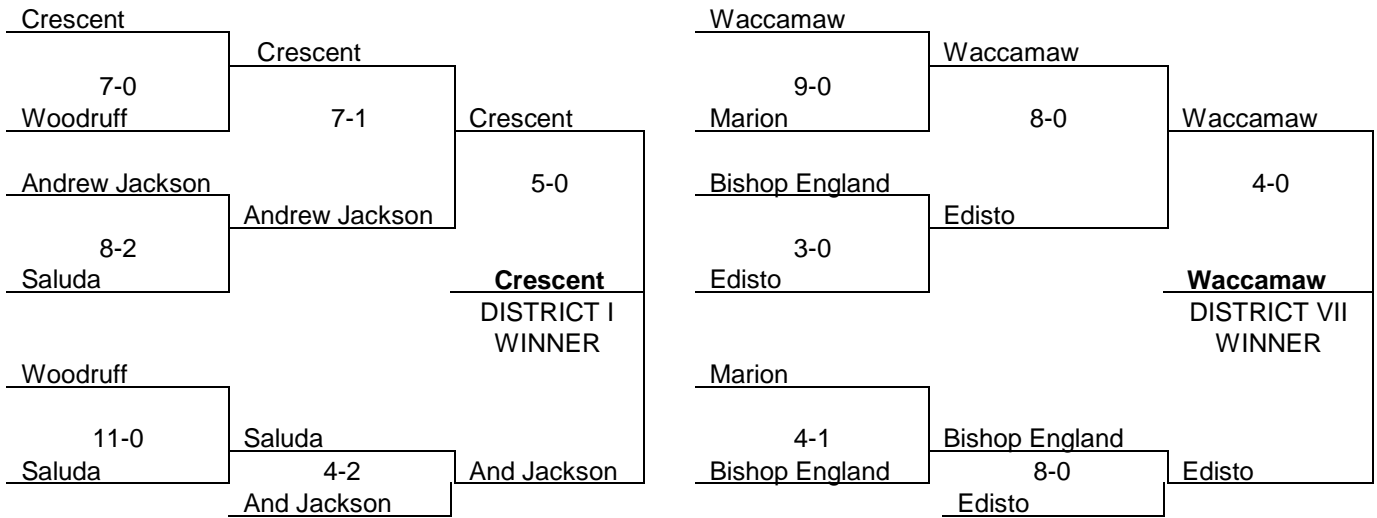 Crescent
Crescent
7-0
Woodruff
7-1
Crescent
Andrew Jackson
5-0
Andrew Jackson
8-2
Saluda
Crescent
DISTRICT I
WINNER
Woodruff
11-0
Saluda
Saluda
4-2
And Jackson
And Jackson
Waccamaw
Waccamaw
9-0
Marion
8-0
Waccamaw
Bishop England
4-0
Edisto
3-0
Edisto
Waccamaw
DISTRICT VII
WINNER
Marion
4-1
Bishop England
Bishop England
8-0
Edisto
Edisto